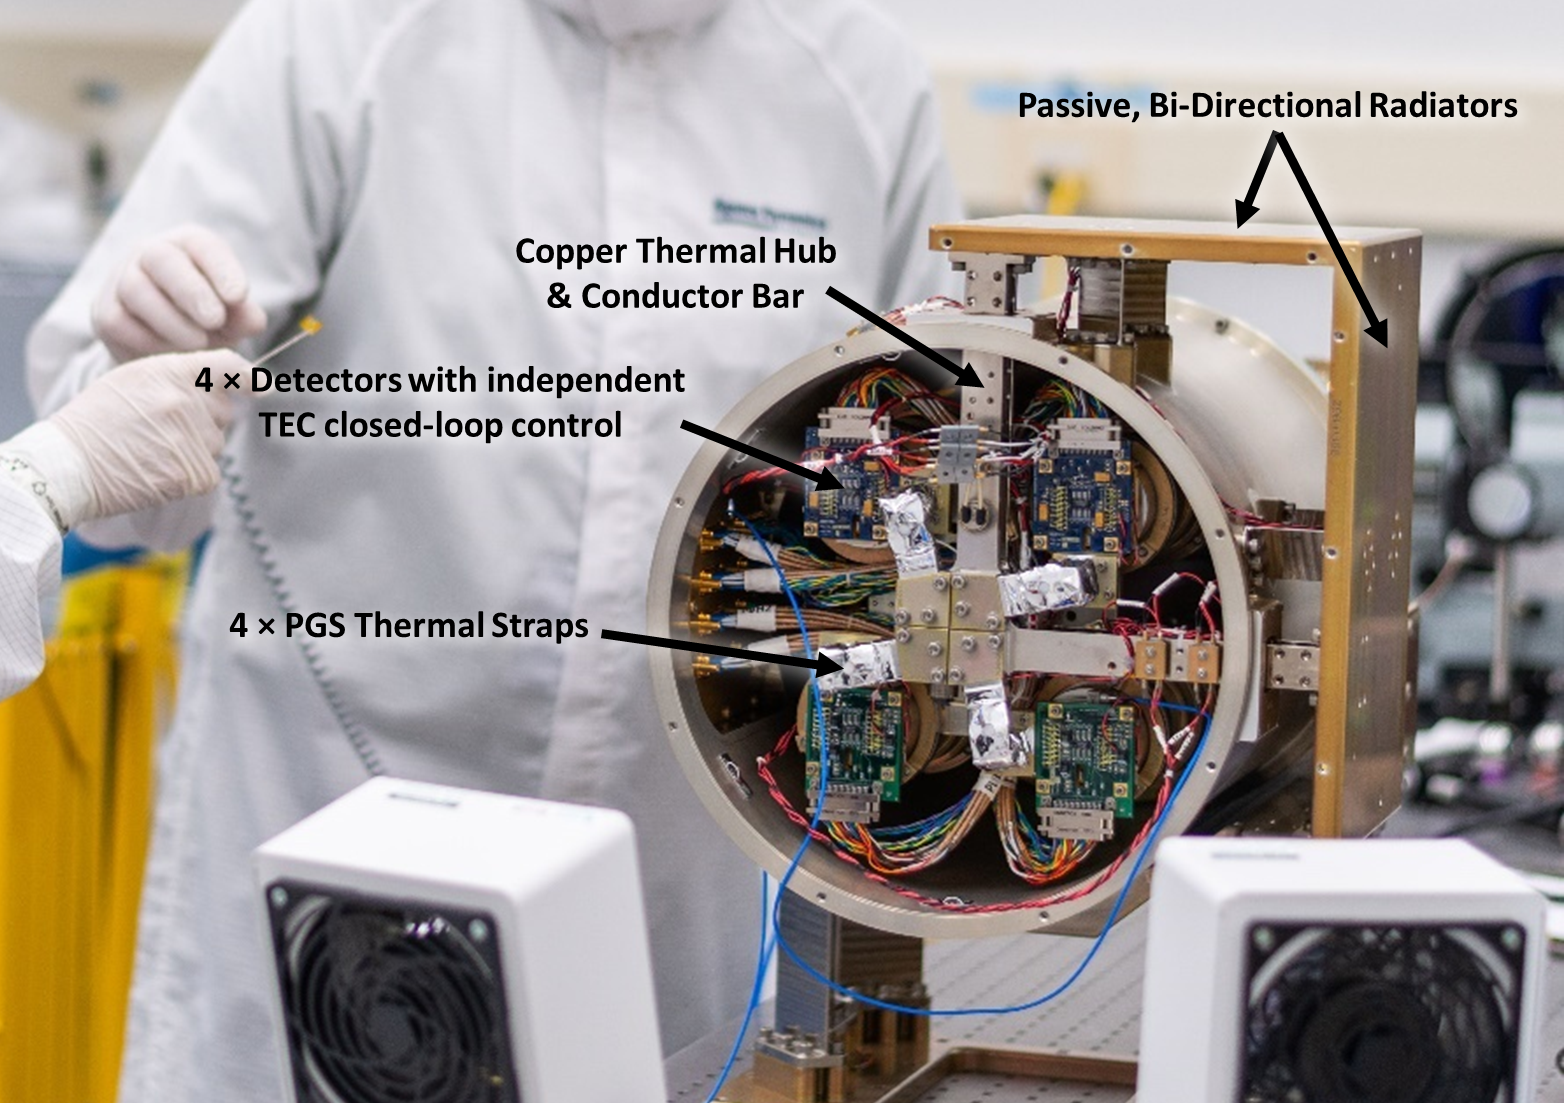 Passive, Bi-Directional Radiators
Copper Thermal Hub
& Conductor Bar
4 × Detectors with independent
TEC closed-loop control
4 × PGS Thermal Straps